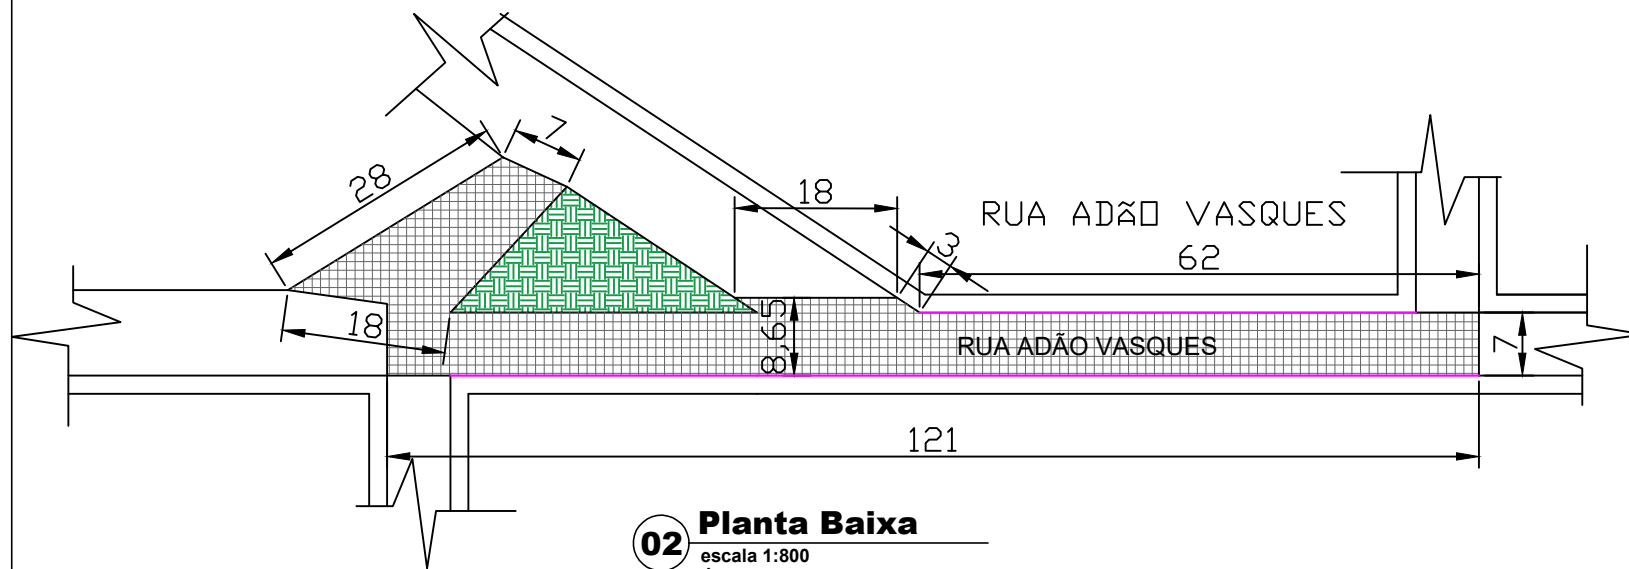 7
28
18
RUA ADÃO VASQUES
3
62
18
8,65
RUA ADÃO VASQUES
7
121
02 Planta Baixa
escala 1:800